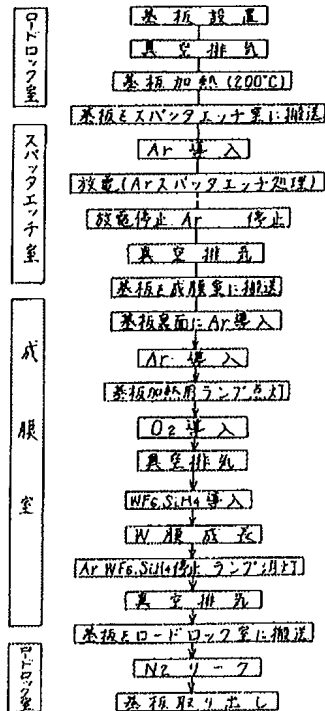 ロードロック室
基板設置
真空排気
基板加熱(200℃)
基板をスパッタエッチ室に搬送
スパッタエッチ室
Ar 導入
放電(Arスパッタエッチ処理)
放電停止 Ar 停止
真空排気
基板を成膜室に搬送
成膜室
基板裏面にAr導入
Ar 導入
基板加熱用ランプ点灯
O2導入
真空排気
WF6,SiH4導入
W膜成長
Ar WF6,SiH4停止 ランプ消灯
真空排気
基板をロードロック室に搬送
ロードロック室
N2リーク
基板取り出し